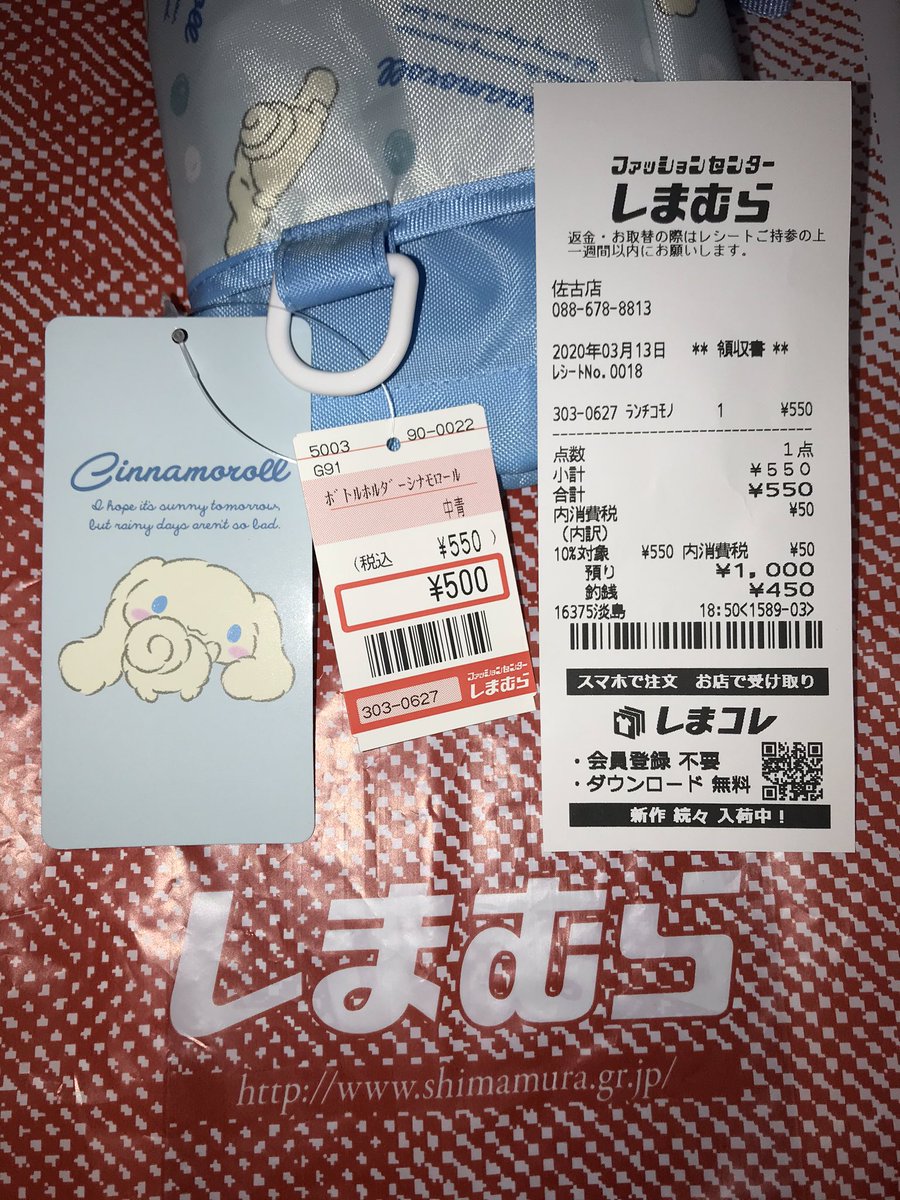 Cinnamoroll
Cinnamoroll
I hope it's sunny tomorrow,
but rainy days aren't so bad.
5003 90-0022
G91
ボトルホルダーシナモロール
中青
(税込 ¥550)
¥500
ファッションセンター
しまむら
303-0627
ファッションセンター
しまむら
返金・お取替の際はレシートご持参の上
一週間以内にお願いします。
佐古店
088-678-8813
2020年03月13日 ** 領収書 **
レシートNo.0018
303-0627 ランチコモノ 1 ¥550
点数 1点
小計 ¥550
合計 ¥550
内消費税 ¥50
(内訳)
10%対象 ¥550 内消費税 ¥50
預り ¥1,000
釣銭 ¥450
16375淡島 18:50<1589-03>
スマホで注文 お店で受け取り
しまコレ
・会員登録 不要
・ダウンロード 無料
新作 続々 入荷中！
しまむら
http://www.shimamura.gr.jp/